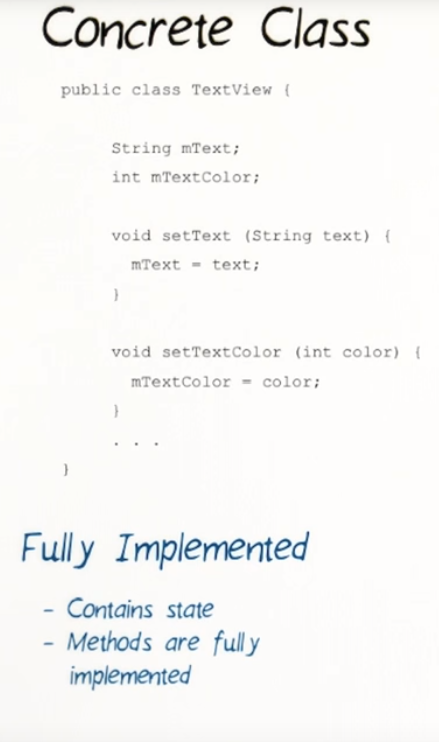 Concrete Class
public class TextView {
String mText;
int mTextColor;
void setText (String text) {
mText = text;
}
void setTextColor (int color) {
mTextColor = color;
}
. . .
}
Fully Implemented
- Contains state
- Methods are fully
implemented